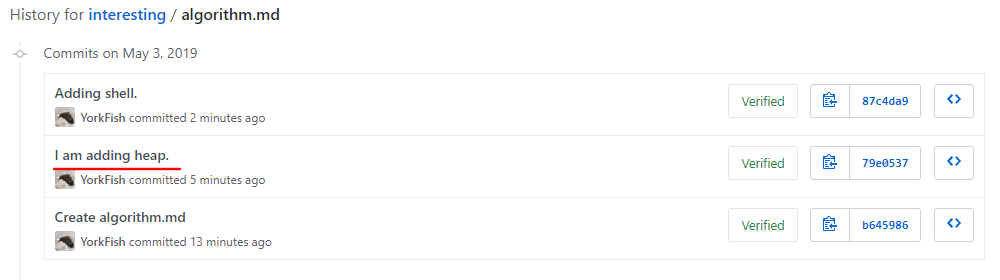 History for interesting / algorithm.md
Commits on May 3, 2019
Adding shell.
YorkFish committed 2 minutes ago
Verified
87c4da9
I am adding heap.
YorkFish committed 5 minutes ago
Verified
79e0537
Create algorithm.md
YorkFish committed 13 minutes ago
Verified
b645986